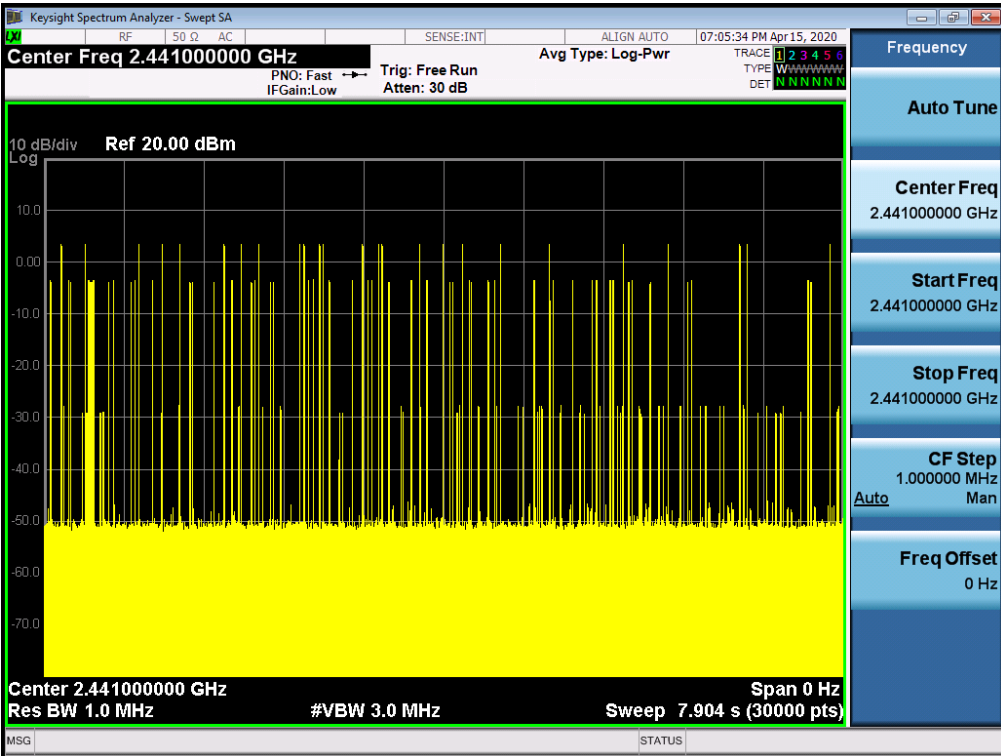 Keysight Spectrum Analyzer - Swept SA
LXI RF 50 Ω AC SENSE:INT ALIGN AUTO 07:05:34 PM Apr 15, 2020
Center Freq 2.441000000 GHz
PNO: Fast
IFGain:Low
Trig: Free Run
Atten: 30 dB
Avg Type: Log-Pwr
TRACE 1 2 3 4 5 6
TYPE WWWWWW
DET N N N N N N
10 dB/div Ref 20.00 dBm
Log
10.0
0.00
-10.0
-20.0
-30.0
-40.0
-50.0
-60.0
-70.0
Center 2.441000000 GHz Span 0 Hz
Res BW 1.0 MHz #VBW 3.0 MHz Sweep 7.904 s (30000 pts)
MSG STATUS
Frequency
Auto Tune
Center Freq
2.441000000 GHz
Start Freq
2.441000000 GHz
Stop Freq
2.441000000 GHz
CF Step
1.000000 MHz
Auto Man
Freq Offset
0 Hz